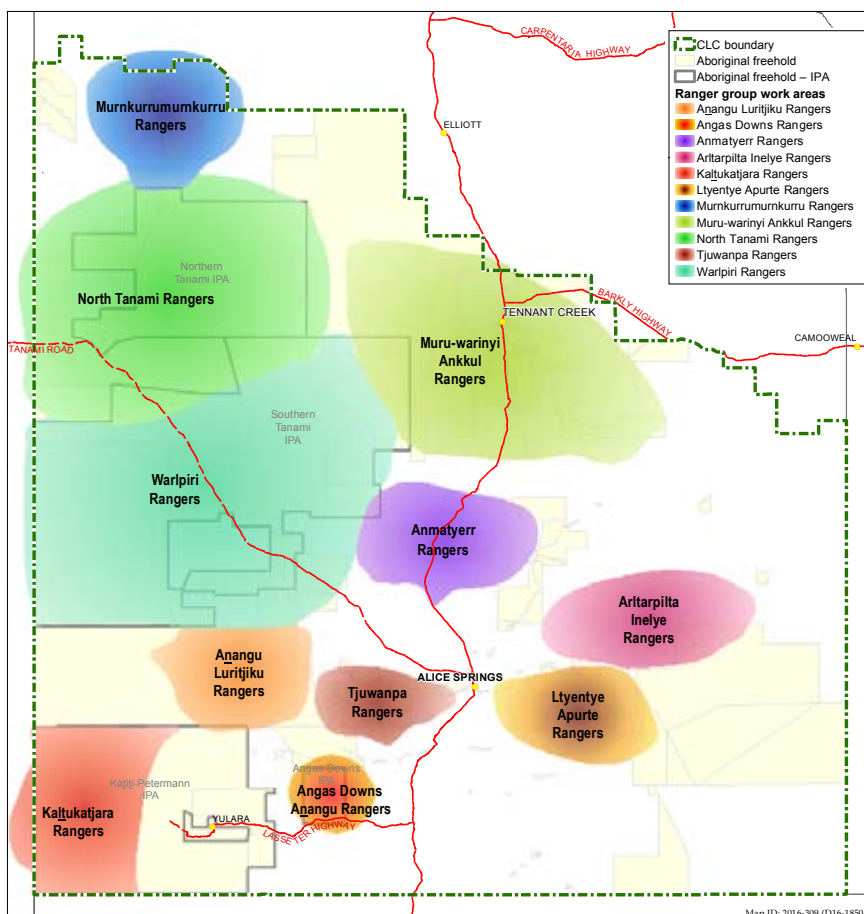 CARPENTARIA HIGHWAY
CLC boundary
Aboriginal freehold
Aboriginal freehold – IPA
Ranger group work areas
Anangu Luritjiku Rangers
Angas Downs Rangers
Anmatyerr Rangers
Arltarpilta Inelye Rangers
Kaltukatjara Rangers
Ltyentye Apurte Rangers
Murnkurrumurnkurru Rangers
Muru-warinyi Ankkul Rangers
North Tanami Rangers
Tjuwanpa Rangers
Warlpiri Rangers
Murnkurrumurnkurru
Rangers
ELLIOTT
Northern
Tanami IPA
North Tanami Rangers
BARKLY HIGHWAY
TENNANT CREEK
CAMOOWEAL
TANAMI ROAD
Muru-warinyi
Ankkul
Rangers
Southern
Tanami
IPA
Warlpiri
Rangers
Anmatyerr
Rangers
Arltarpilta
Inelye
Rangers
Anangu
Luritjiku
Rangers
ALICE SPRINGS
Tjuwanpa
Rangers
Ltyentye
Apurte
Rangers
Katiti-Petermann
IPA
Angas Downs
IPA
Angas Downs
Anangu Rangers
Kaltukatjara
Rangers
YULARA
LASSETER HIGHWAY
Map ID: 2016-309 (D16-1850